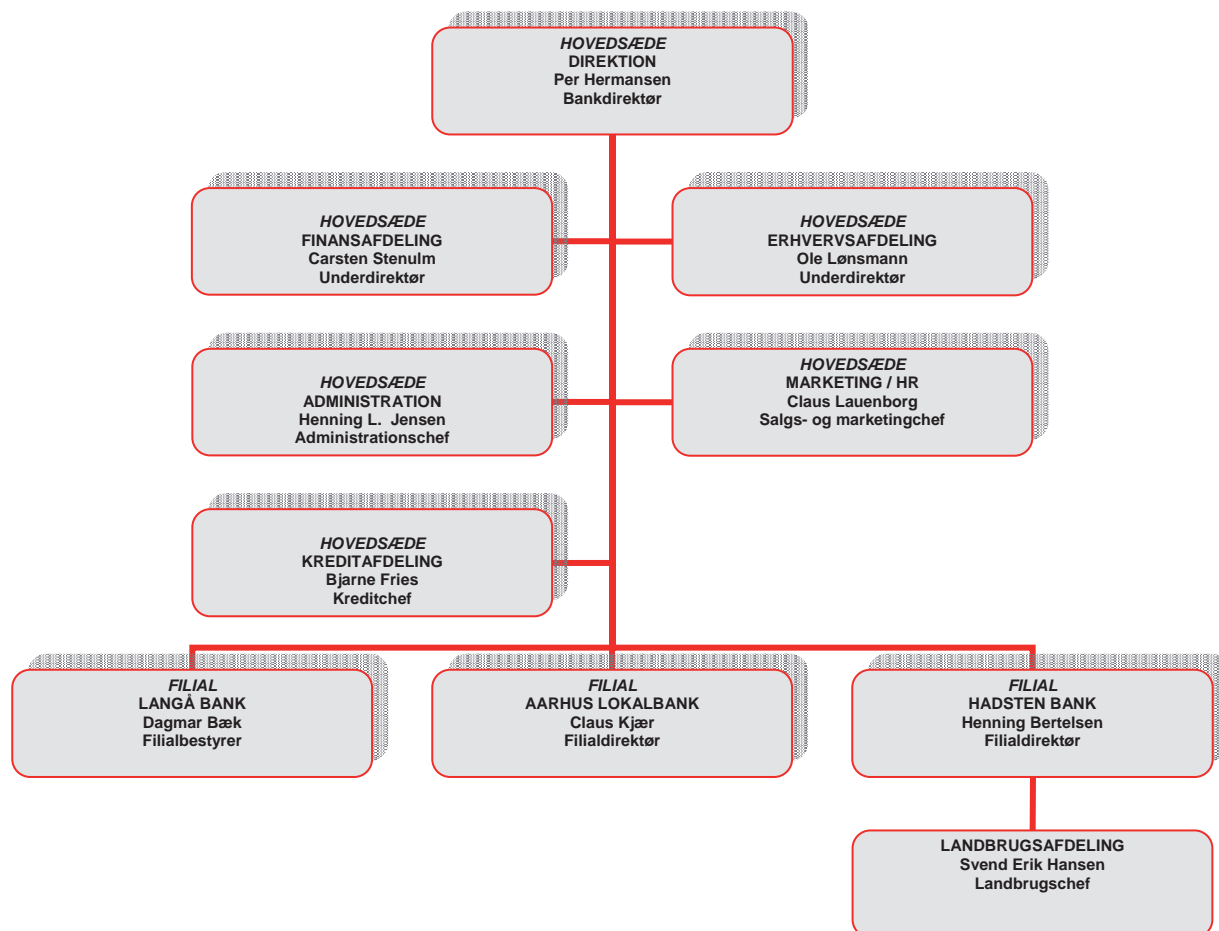 HOVEDSÆDE
DIREKTION
Per Hermansen
Bankdirektør
HOVEDSÆDE
FINANSAFDELING
Carsten Stenulm
Underdirektør
HOVEDSÆDE
ERHVERVSAFDELING
Ole Lønsmann
Underdirektør
HOVEDSÆDE
ADMINISTRATION
Henning L. Jensen
Administrationschef
HOVEDSÆDE
MARKETING / HR
Claus Lauenborg
Salgs- og marketingchef
HOVEDSÆDE
KREDITAFDELING
Bjarne Fries
Kreditchef
FILIAL
LANGÅ BANK
Dagmar Bæk
Filialbestyrer
FILIAL
AARHUS LOKALBANK
Claus Kjær
Filialdirektør
FILIAL
HADSTEN BANK
Henning Bertelsen
Filialdirektør
LANDBRUGSAFDELING
Svend Erik Hansen
Landbrugschef